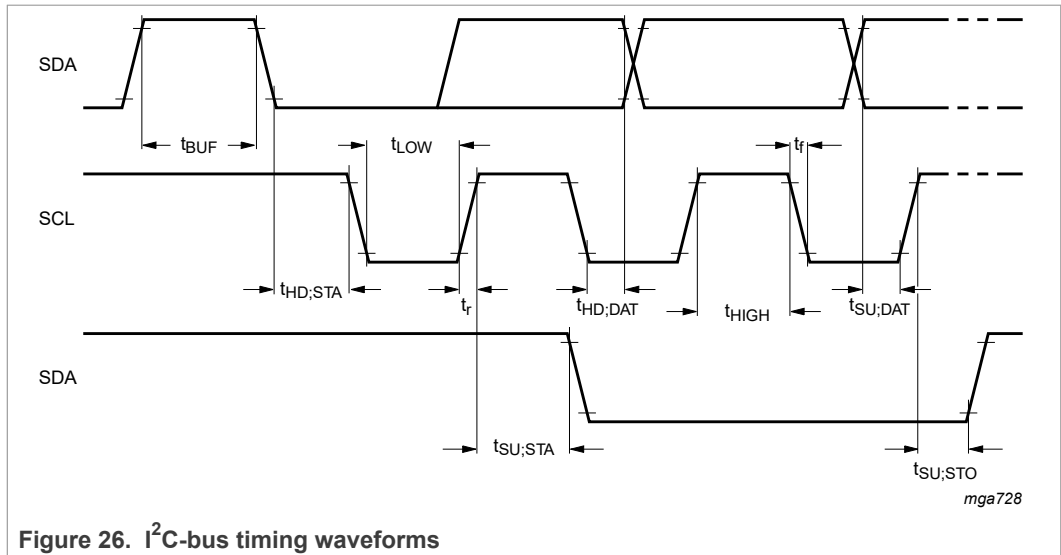 SDA
tBUF
tLOW
tf
SCL
tHD;STA
tr
tHD;DAT
tHIGH
tSU;DAT
SDA
tSU;STA
tSU;STO
mga728
Figure 26. I²C-bus timing waveforms